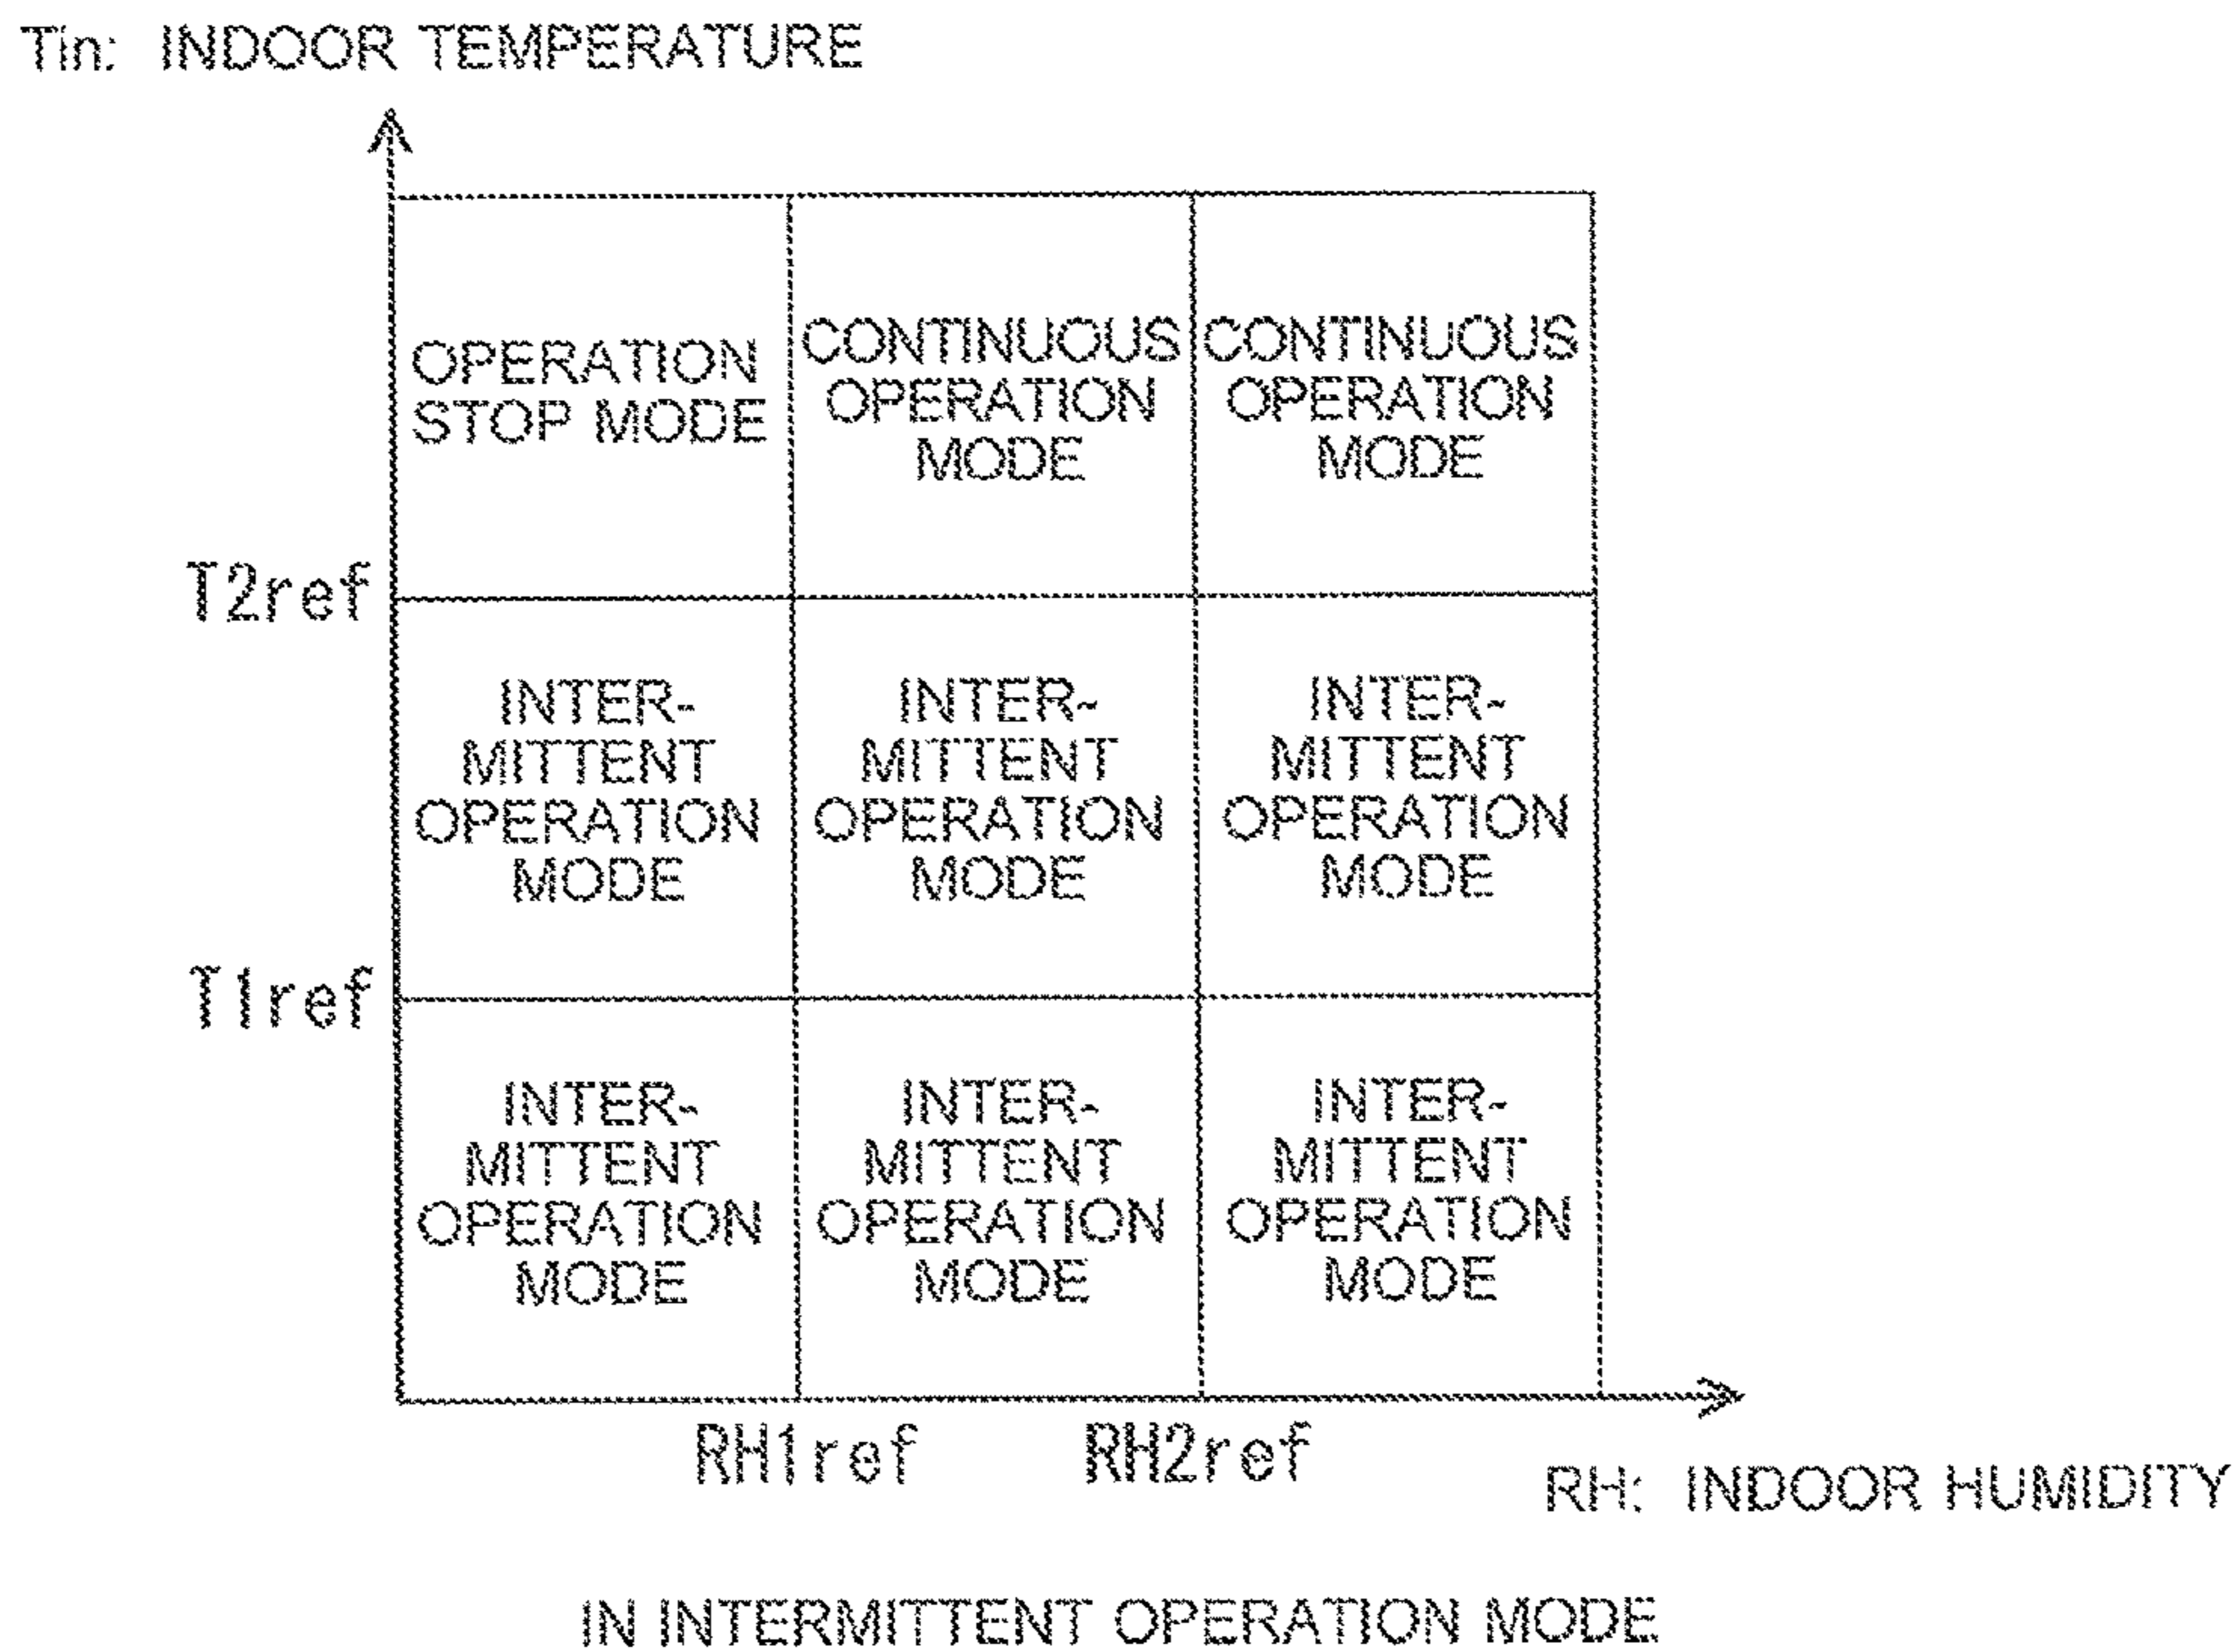 Tin: INDOOR TEMPERATURE
OPERATION
STOP MODE
CONTINUOUS
OPERATION
MODE
CONTINUOUS
OPERATION
MODE
T2ref
INTER-
MITTENT
OPERATION
MODE
INTER-
MITTENT
OPERATION
MODE
INTER-
MITTENT
OPERATION
MODE
T1ref
INTER-
MITTENT
OPERATION
MODE
INTER-
MITTENT
OPERATION
MODE
INTER-
MITTENT
OPERATION
MODE
RH1ref
RH2ref
RH: INDOOR HUMIDITY
IN INTERMITTENT OPERATION MODE